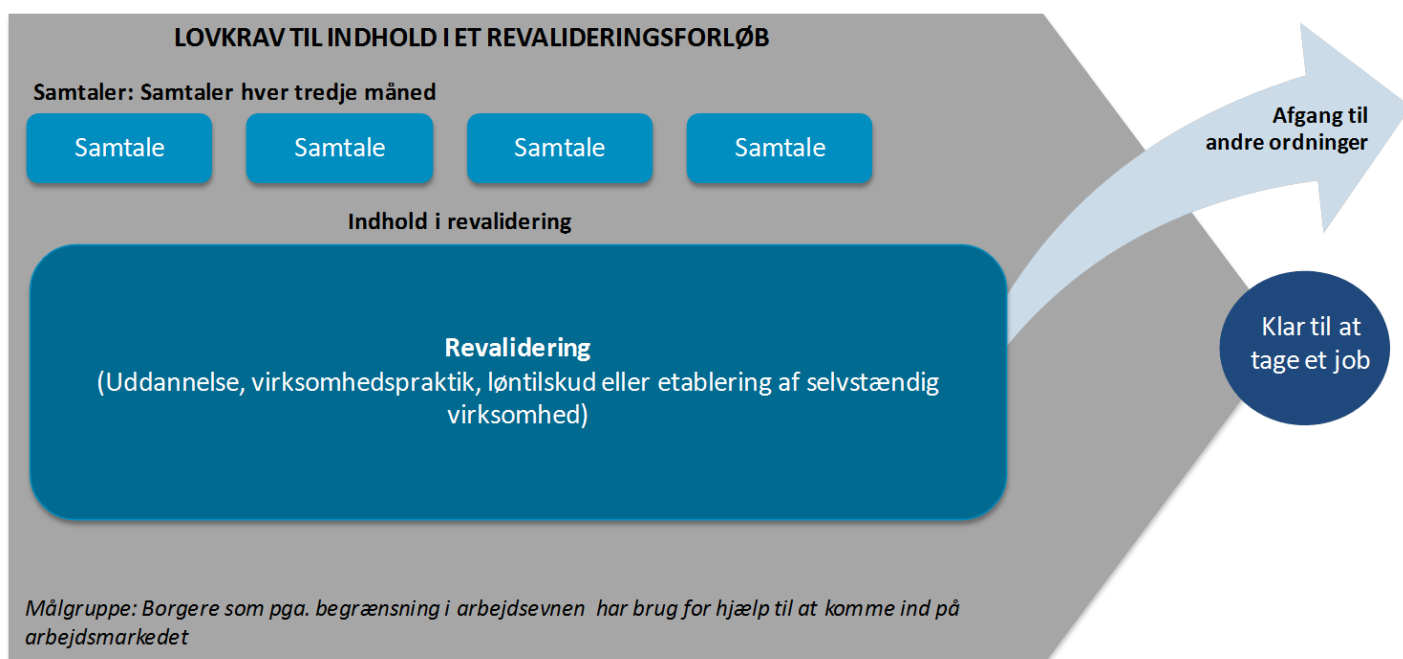 LOVKRAV TIL INDHOLD I ET REVALIDERINGSFORLØB
Samtaler: Samtaler hver tredje måned
Samtale
Samtale
Samtale
Samtale
Afgang til
andre ordninger
Indhold i revalidering
Revalidering
(Uddannelse, virksomhedspraktik, løntilskud eller etablering af selvstændig
virksomhed)
Klar til at
tage et job
Målgruppe: Borgere som pga. begrænsning i arbejdsevnen har brug for hjælp til at komme ind på
arbejdsmarkedet